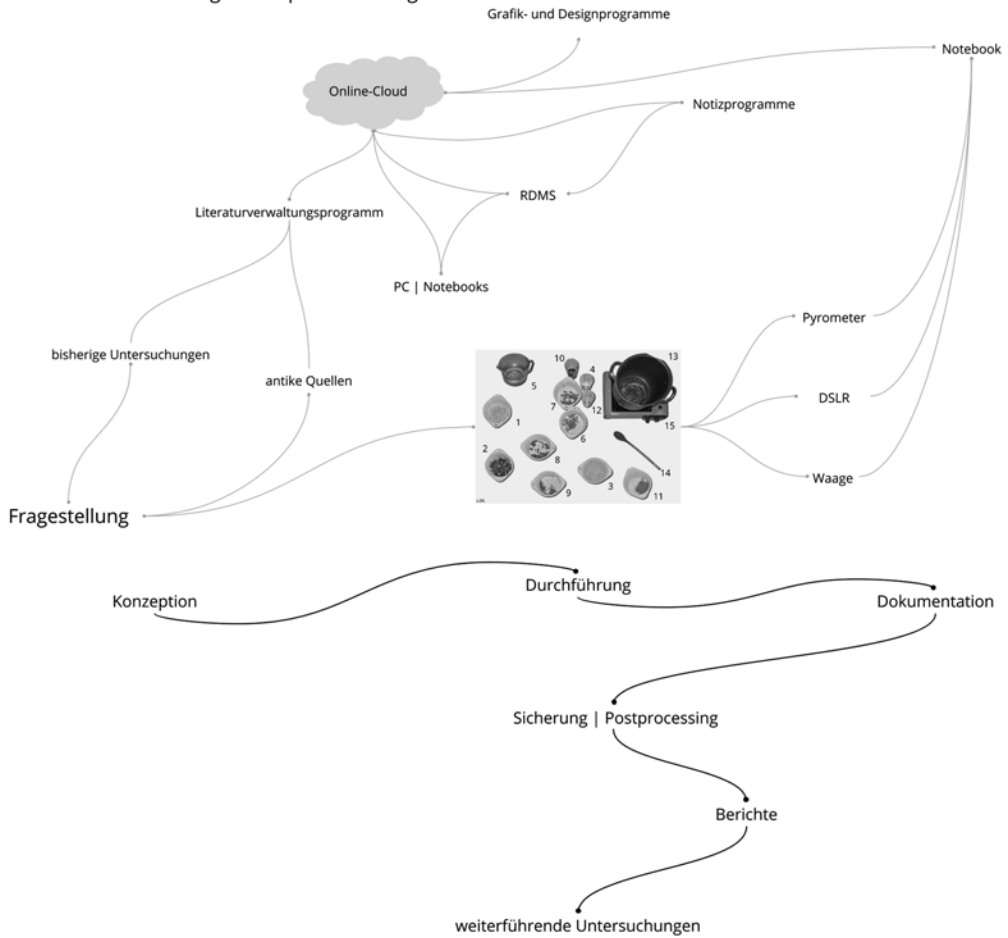 Grafik- und Designprogramme
Notebook
Online-Cloud
Notizprogramme
RDMS
Literaturverwaltungsprogramm
PC | Notebooks
Pyrometer
bisherige Untersuchungen
antike Quellen
DSLR
Waage
10
13
4
5
7
12
1
15
6
2
8
14
3
9
11
Fragestellung
Konzeption
Durchführung
Dokumentation
Sicherung | Postprocessing
Berichte
weiterführende Untersuchungen